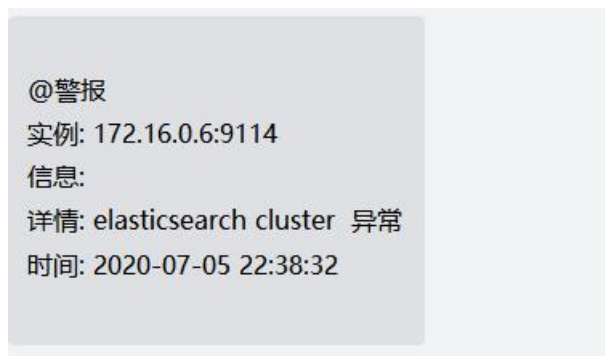 @警报
实例: 172.16.0.6:9114
信息:
详情: elasticsearch cluster 异常
时间: 2020-07-05 22:38:32